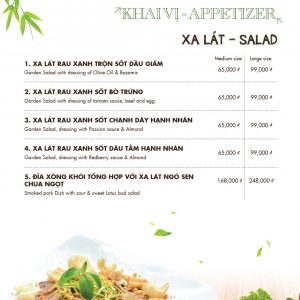 KHAI VỊ - APPETIZER
XA LÁT - SALAD
Medium size Large size
1. XA LÁT RAU XANH TRỘN SỐT DẦU GIẤM
Garden Salad with dressing of Olive Oil & Basamix
65,000 ₫ 99,000 ₫
2. XA LÁT RAU XANH SỐT BÒ TRỨNG
Garden Salad, dressing of tomato sauce, beef and egg
65,000 ₫ 99,000 ₫
3. XA LÁT RAU XANH SỐT CHANH DÂY HẠNH NHÂN
Garden Salad, dressing with Passion sauce & Almond
65,000 ₫ 99,000 ₫
4. XA LÁT RAU XANH SỐT DÂU TẰM HẠNH NHÂN
Garden Salad, dressing with Redberry sauce & Almond
65,000 ₫ 99,000 ₫
5. ĐĨA XÔNG KHÓI TỔNG HỢP VỚI XA LÁT NGÓ SEN
CHUA NGỌT
Smoked pork Dish with sour & sweet Lotus bud salad
168,000 ₫ 248,000 ₫